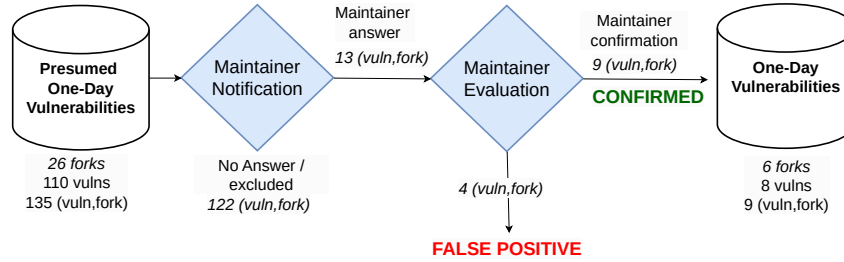 Presumed
One-Day
Vulnerabilities
26 forks
110 vulns
135 (vuln,fork)
Maintainer
Notification
No Answer /
excluded
122 (vuln,fork)
Maintainer
answer
13 (vuln,fork)
Maintainer
Evaluation
4 (vuln,fork)
FALSE POSITIVE
Maintainer
confirmation
9 (vuln,fork)
CONFIRMED
One-Day
Vulnerabilities
6 forks
8 vulns
9 (vuln,fork)